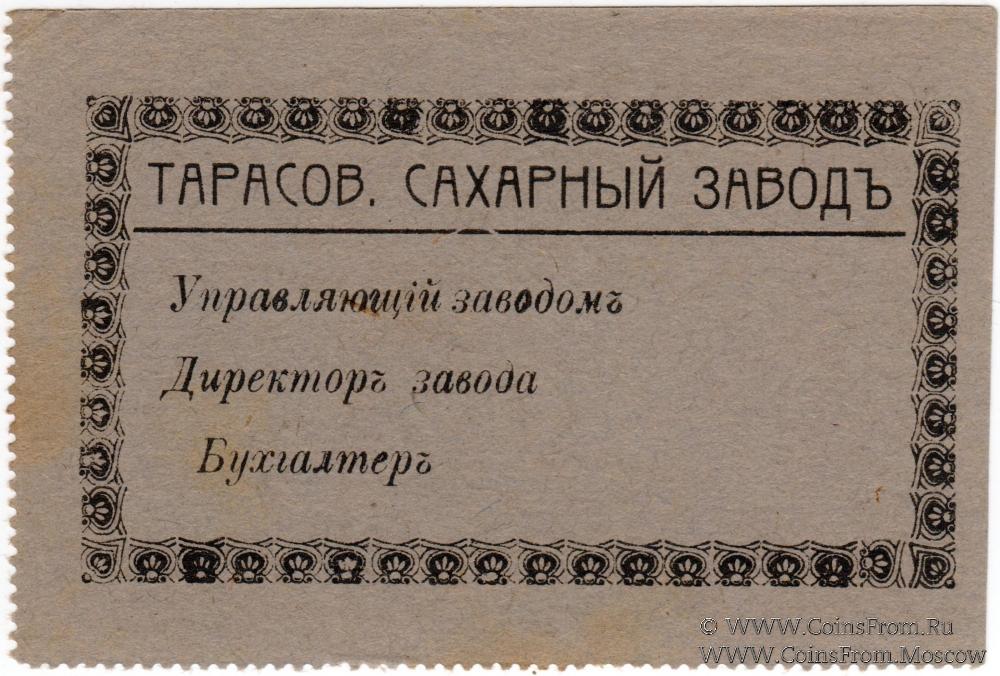 ТАРАСОВ. САХАРНЫЙ ЗАВОДЪ
Управляющій заводомъ
Директоръ завода
Бухгалтеръ
© WWW.CoinsFrom.Ru
WWW.CoinsFrom.Moscow